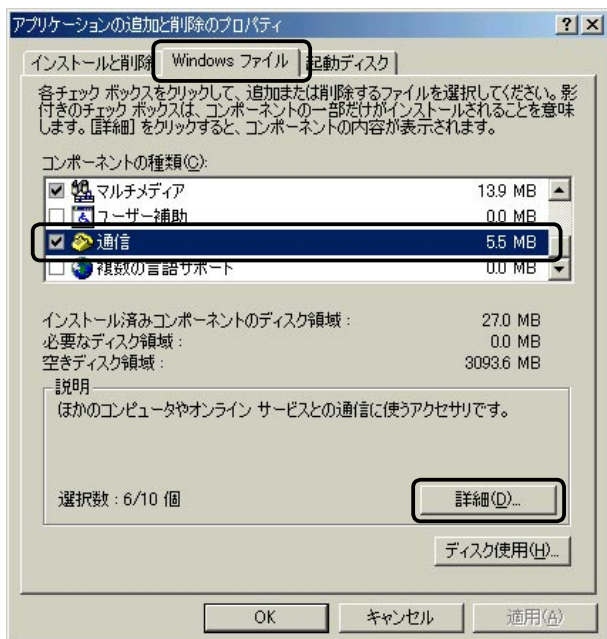 アプリケーションの追加と削除のプロパティ
インストールと削除 Windows ファイル 起動ディスク
各チェック ボックスをクリックして、追加または削除するファイルを選択してください。影
付きのチェック ボックスは、コンポーネントの一部だけがインストールされることを意味
します。[詳細] をクリックすると、コンポーネントの内容が表示されます。
コンポーネントの種類(C):
マルチメディア 13.9 MB
ユーザー補助 0.0 MB
通信 5.5 MB
複数の言語サポート 0.0 MB
インストール済みコンポーネントのディスク領域 : 27.0 MB
必要なディスク領域 : 0.0 MB
空きディスク領域 : 3093.6 MB
説明
ほかのコンピュータやオンライン サービスとの通信に使うアクセサリです。
選択数 : 6/10 個
詳細(D)...
ディスク使用(H)...
OK キャンセル 適用(A)